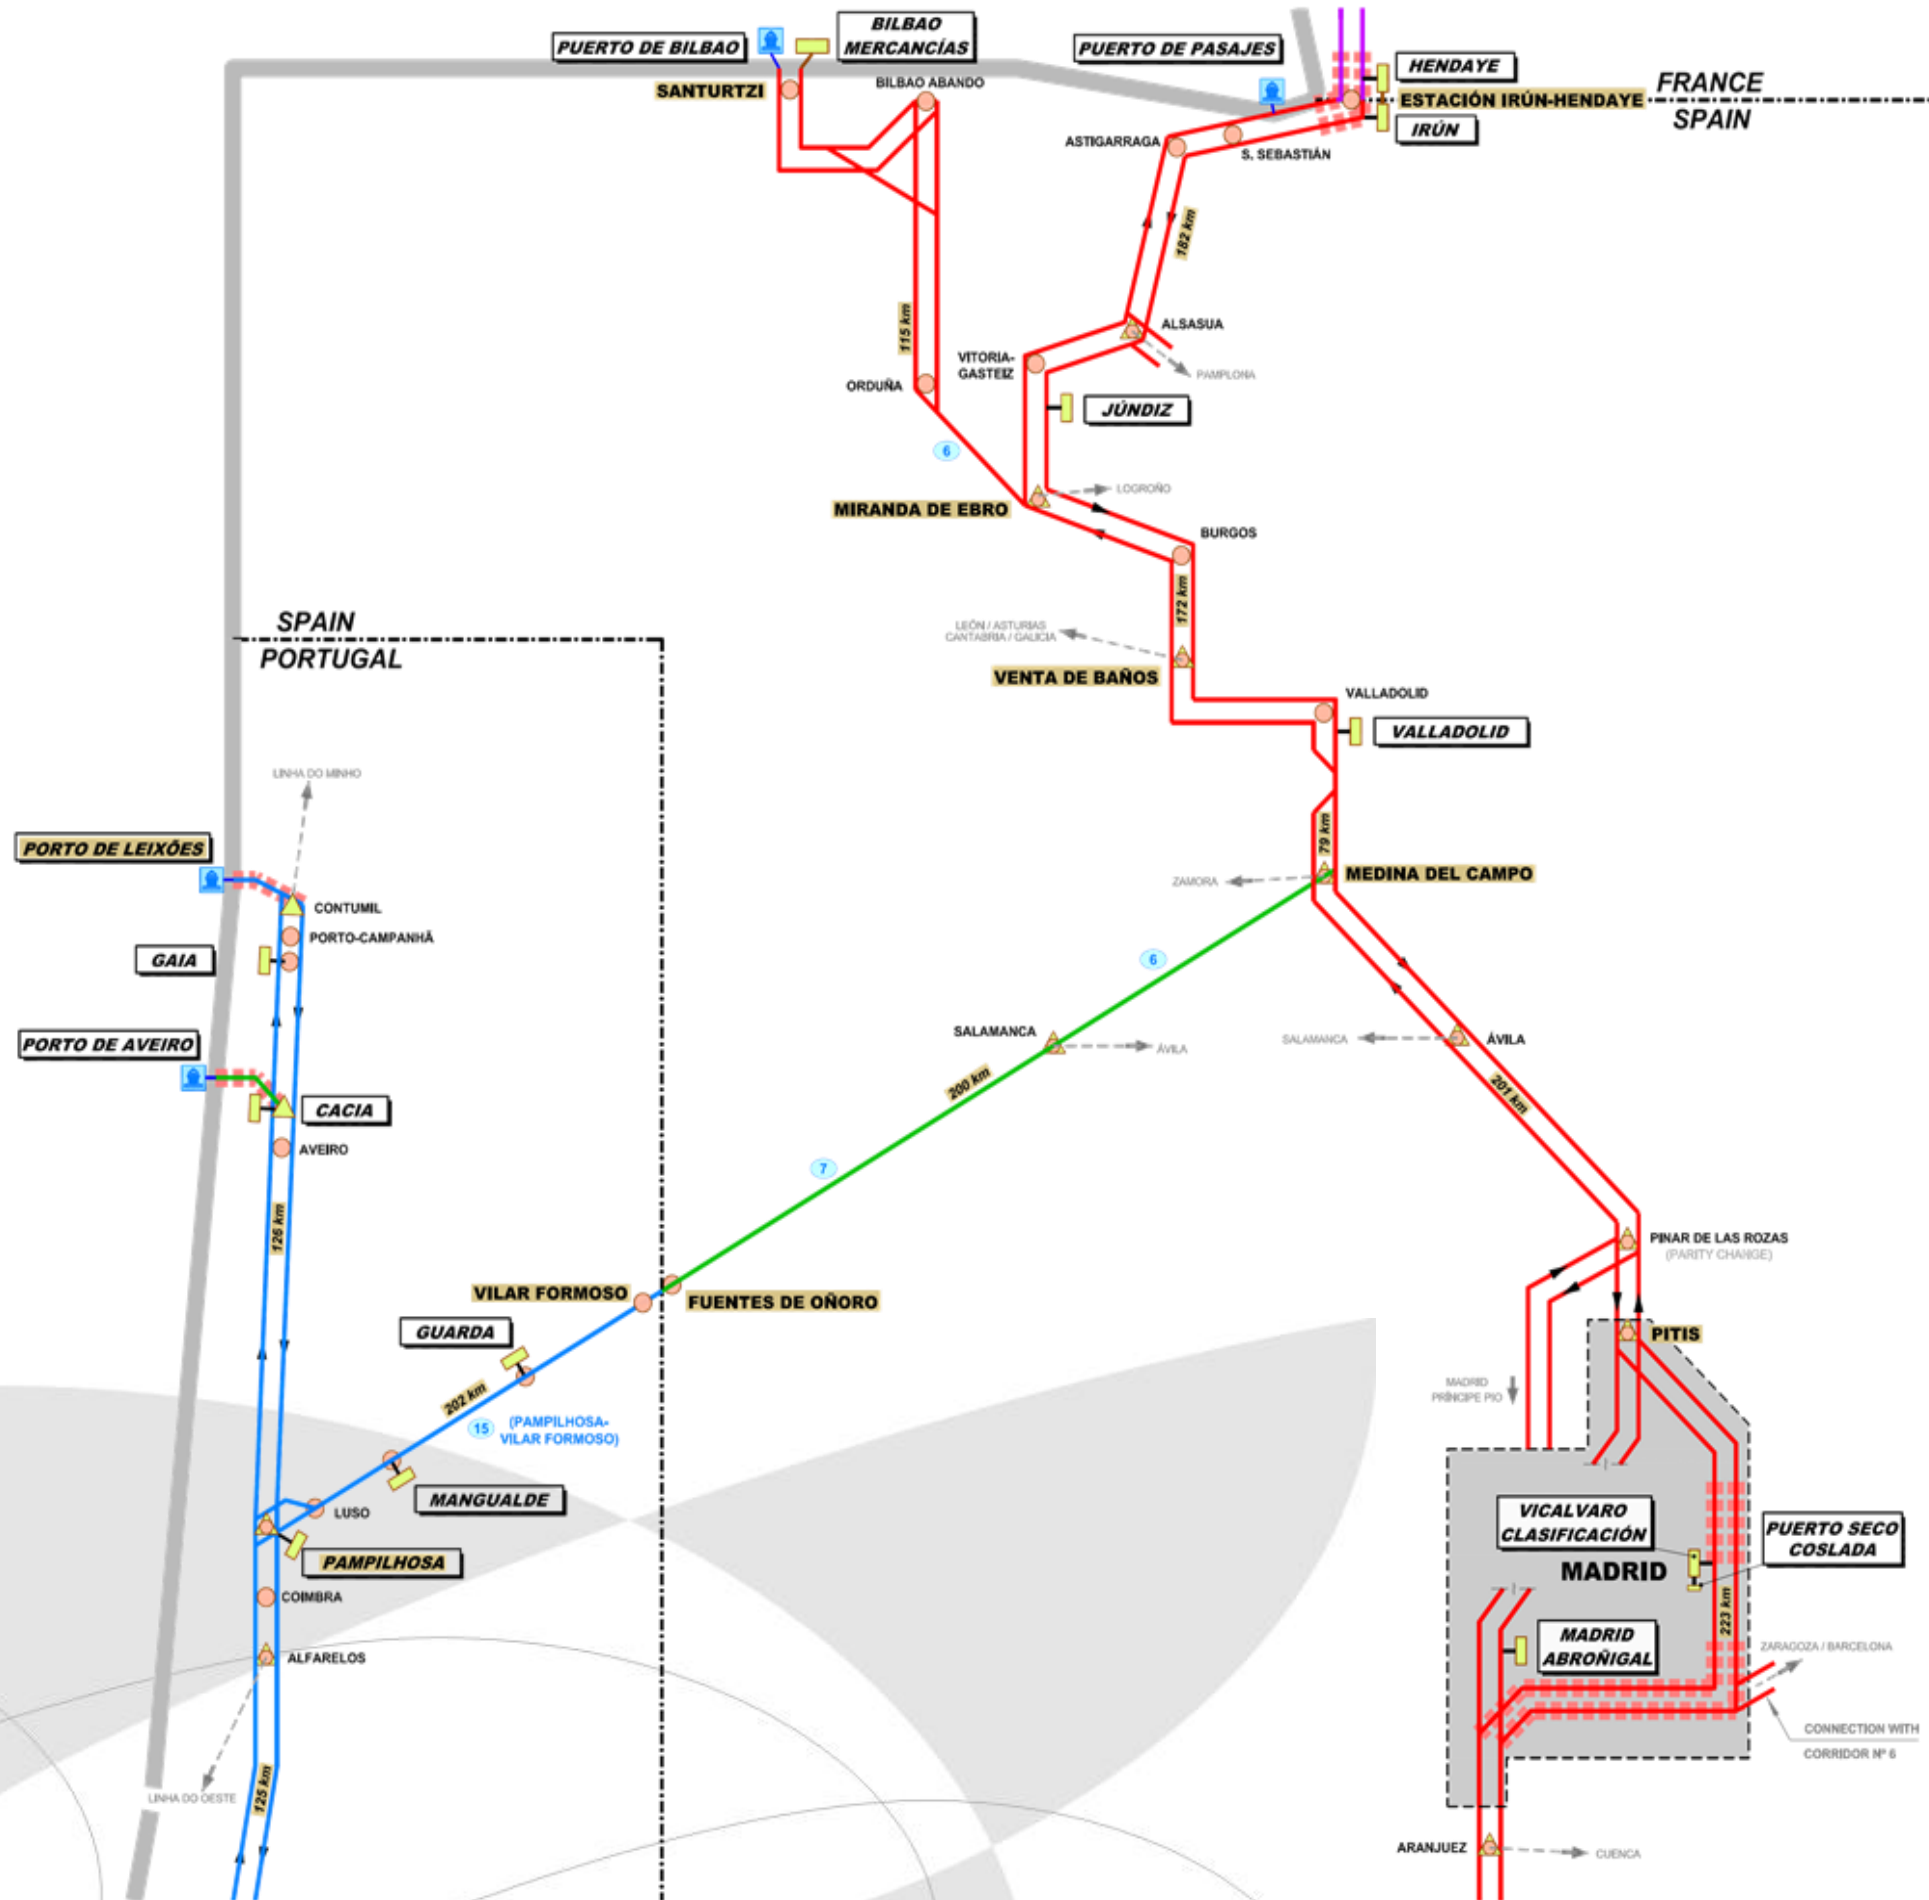 BILBAO
MERCANCÍAS
PUERTO DE BILBAO
PUERTO DE PASAJES
HENDAYE
FRANCE
SANTURTZI
BILBAO ABANDO
ESTACIÓN IRÚN-HENDAYE
SPAIN
IRÚN
ASTIGARRAGA
S. SEBASTIÁN
182 km
115 km
ALSASUA
VITORIA-
GASTEIZ
PAMPLONA
ORDUÑA
JÚNDIZ
6
LOGROÑO
MIRANDA DE EBRO
BURGOS
172 km
SPAIN
PORTUGAL
LEÓN / ASTURIAS
CANTABRIA / GALICIA
VENTA DE BAÑOS
VALLADOLID
VALLADOLID
LINHA DO MINHO
79 km
PORTO DE LEIXÕES
ZAMORA
MEDINA DEL CAMPO
CONTUMIL
PORTO-CAMPANHÃ
GAIA
6
PORTO DE AVEIRO
SALAMANCA
ÁVILA
SALAMANCA
ÁVILA
200 km
201 km
CACIA
AVEIRO
7
126 km
PINAR DE LAS ROZAS
(PARITY CHANGE)
VILAR FORMOSO
FUENTES DE OÑORO
GUARDA
PITIS
202 km
MADRID
PRÍNCIPE PIO
15
(PAMPILHOSA-
VILAR FORMOSO)
MANGUALDE
LUSO
VICALVARO
CLASIFICACIÓN
PUERTO SECO
COSLADA
PAMPILHOSA
MADRID
COIMBRA
223 km
MADRID
ABROÑIGAL
ZARAGOZA / BARCELONA
ALFARELOS
CONNECTION WITH
CORRIDOR Nº 6
LINHA DO OESTE
125 km
ARANJUEZ
CUENCA